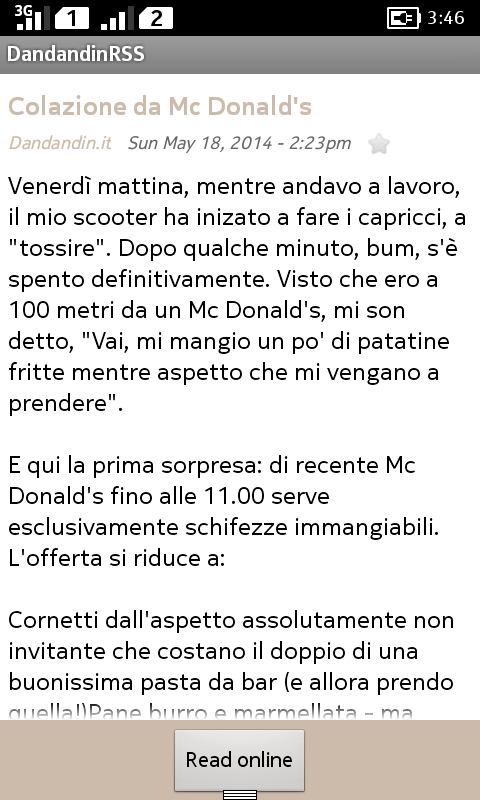 3G 1 2 3:46
DandandinRSS
Colazione da Mc Donald's
Dandandin.it Sun May 18, 2014 - 2:23pm
Venerdì mattina, mentre andavo a lavoro,
il mio scooter ha inizato a fare i capricci, a
"tossire". Dopo qualche minuto, bum, s'è
spento definitivamente. Visto che ero a
100 metri da un Mc Donald's, mi son
detto, "Vai, mi mangio un po' di patatine
fritte mentre aspetto che mi vengano a
prendere".
E qui la prima sorpresa: di recente Mc
Donald's fino alle 11.00 serve
esclusivamente schifezze immangiabili.
L'offerta si riduce a:
Cornetti dall'aspetto assolutamente non
invitante che costano il doppio di una
buonissima pasta da bar (e allora prendo
quella!)Pane burro e marmellata - ma
Read online